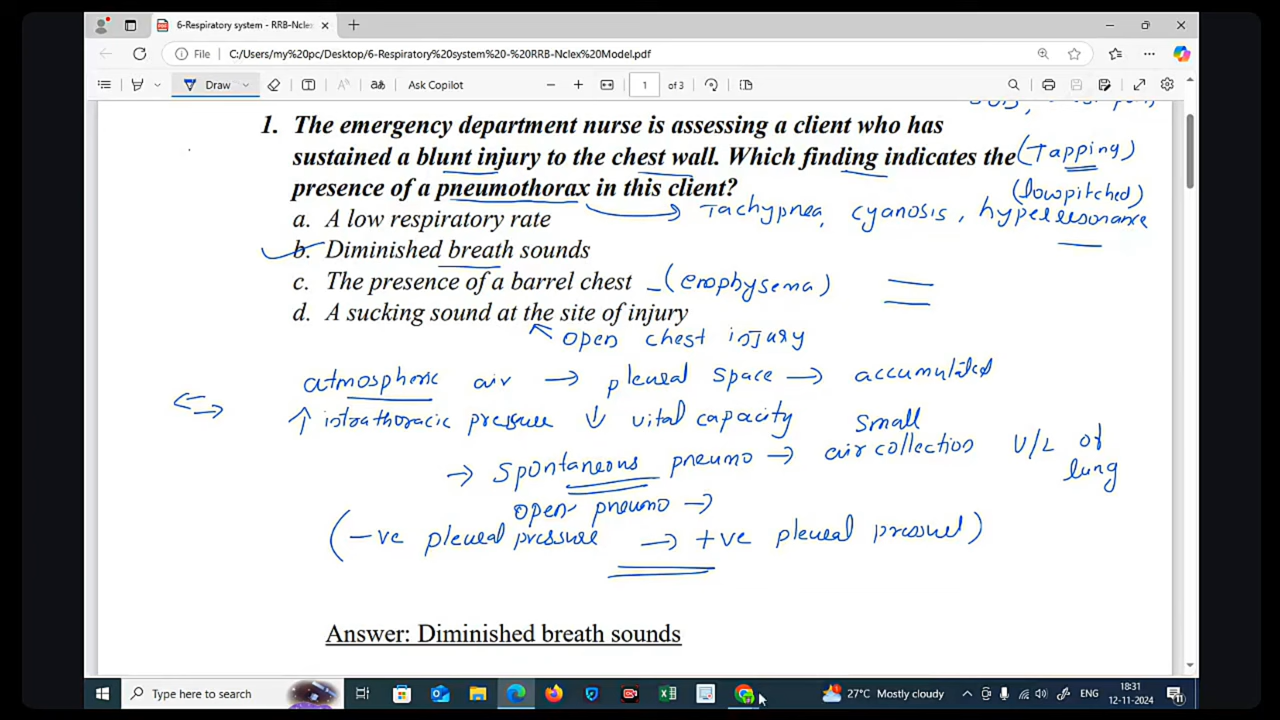 6-Respiratory system - RRB-Nclex
File C:/Users/my%20pc/Desktop/6-Respiratory%20system%20-%20RRB-Nclex%20Model.pdf
Draw Ask Copilot 1 of 3
1. The emergency department nurse is assessing a client who has
sustained a blunt injury to the chest wall. Which finding indicates the (Tapping)
presence of a pneumothorax in this client? (lowpitched)
Tachypnea, cyanosis, hyperresonance
a. A low respiratory rate
b. Diminished breath sounds
c. The presence of a barrel chest (emphysema)
d. A sucking sound at the site of injury
open chest injury
atmospheric air → pleural space → accumulated
↑ intrathoracic pressure ↓ vital capacity small
→ Spontaneous pneumo → air collection U/L of
lung
open pneumo →
(-ve pleural pressure → +ve pleural pressure)
Answer: Diminished breath sounds
Type here to search 27°C Mostly cloudy ENG 18:31
12-11-2024